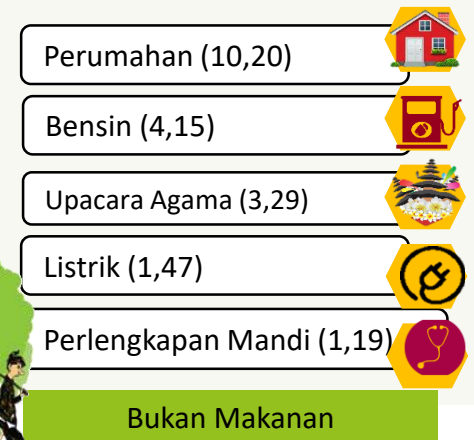 Perumahan (10,20)
Bensin (4,15)
Upacara Agama (3,29)
Listrik (1,47)
Perlengkapan Mandi (1,19)
Bukan Makanan